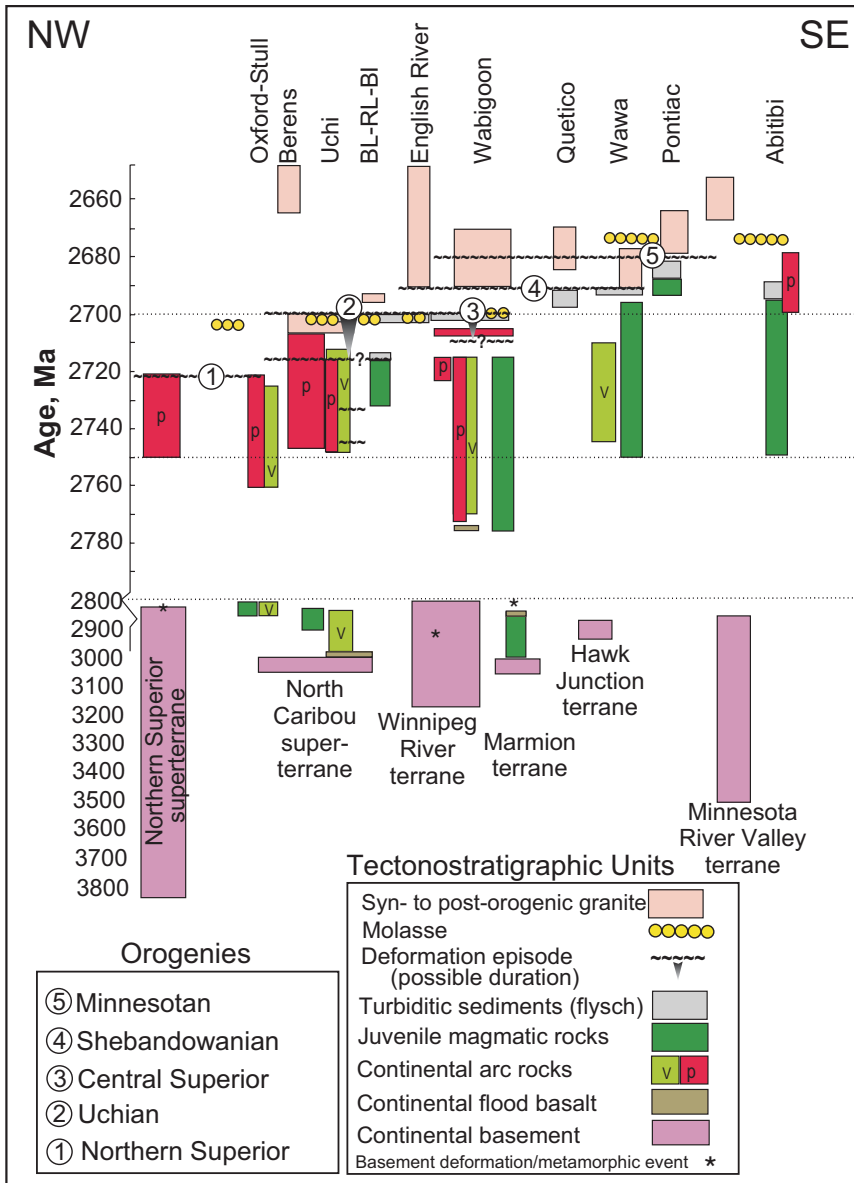 NW
SE
Oxford-Stull
Berens
Uchi
BL-RL-BI
English River
Wabigoon
Quetico
Wawa
Pontiac
Abitibi
Age, Ma
2660
2680
2700
2720
2740
2760
2780
2800
2900
3000
3100
3200
3300
3400
3500
3600
3700
3800
5
4
2
3
1
?
?
p
p
v
p
p
v
p
p
v
v
p
*
v
v
*
*
Northern Superior
superterrane
North
Caribou
super-
terrane
Winnipeg
River
terrane
Marmion
terrane
Hawk
Junction
terrane
Minnesota
River Valley
terrane
Orogenies
5 Minnesotan
4 Shebandowanian
3 Central Superior
2 Uchian
1 Northern Superior
Tectonostratigraphic Units
Syn- to post-orogenic granite
Molasse
Deformation episode
(possible duration)
Turbiditic sediments (flysch)
Juvenile magmatic rocks
Continental arc rocks v p
Continental flood basalt
Continental basement
Basement deformation/metamorphic event *